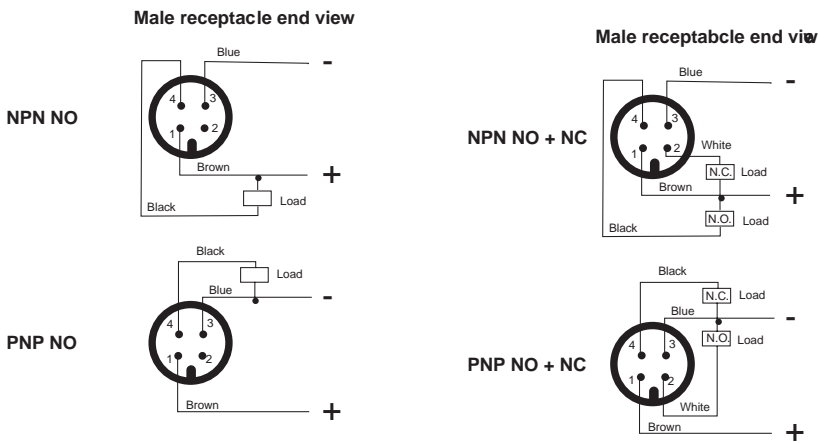 Male receptacle end view
Blue
-
4 3
NPN NO
1 2
Brown
+
Load
Black
Black
Load
Blue
-
4 3
PNP NO
1 2
Brown
+
Male receptabcle end view
Blue
-
4 3
NPN NO + NC
White
1 2
N.C. Load
Brown
+
N.O. Load
Black
Black
N.C. Load
Blue
-
N.O. Load
4 3
PNP NO + NC
1 2
White
Brown
+